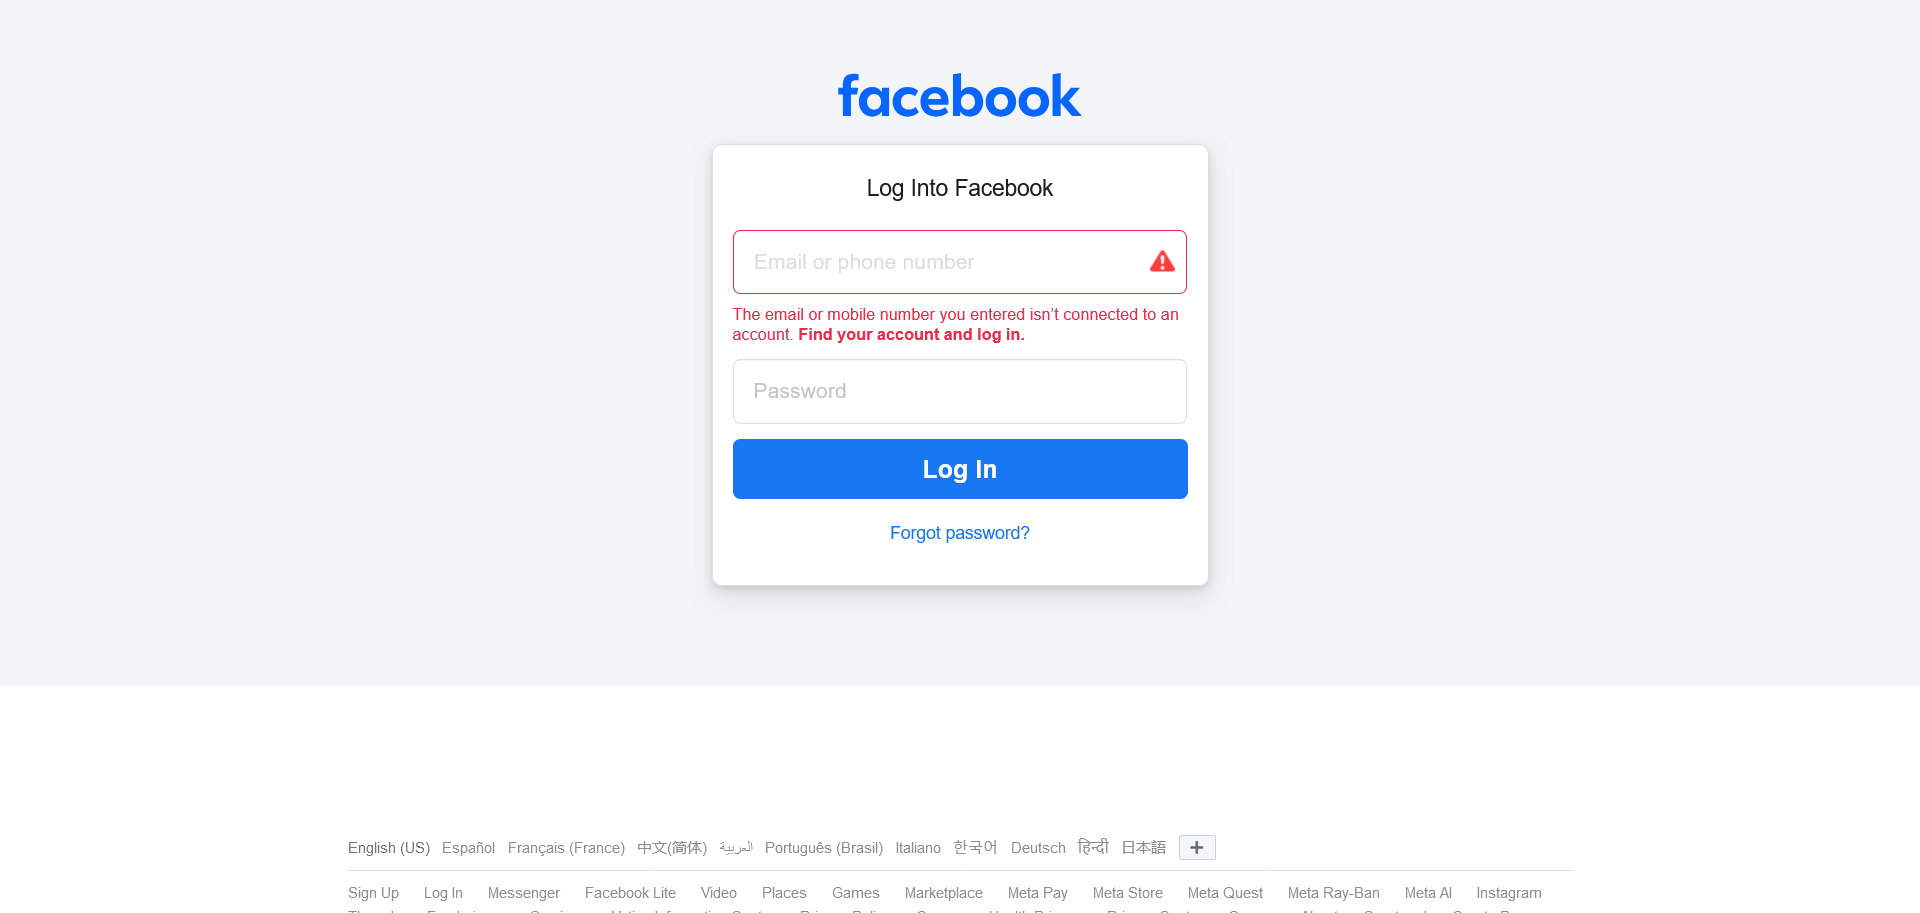 facebook
Log Into Facebook
Email or phone number
The email or mobile number you entered isn’t connected to an
account. Find your account and log in.
Password
Log In
Forgot password?
English (US) Español Français (France) 中文(简体) العربية Português (Brasil) Italiano 한국어 Deutsch हिन्दी 日本語
Sign Up Log In Messenger Facebook Lite Video Places Games Marketplace Meta Pay Meta Store Meta Quest Meta Ray-Ban Meta AI Instagram